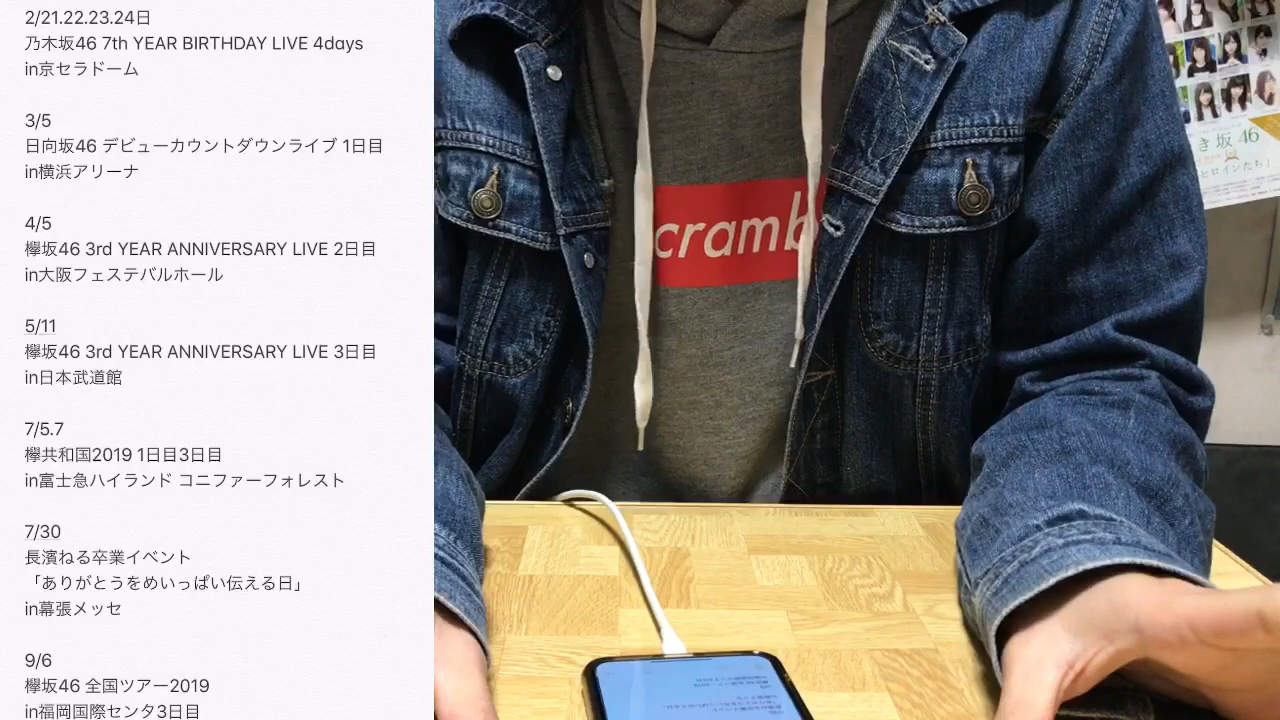 2/21.22.23.24日
乃木坂46 7th YEAR BIRTHDAY LIVE 4days
in京セラドーム
3/5
日向坂46 デビューカウントダウンライブ 1日目
in横浜アリーナ
4/5
欅坂46 3rd YEAR ANNIVERSARY LIVE 2日目
in大阪フェステバルホール
5/11
欅坂46 3rd YEAR ANNIVERSARY LIVE 3日目
in日本武道館
7/5.7
欅共和国2019 1日目3日目
in富士急ハイランド コニファーフォレスト
7/30
長濱ねる卒業イベント
「ありがとうをめいっぱい伝える日」
in幕張メッセ
9/6
欅坂46 全国ツアー2019
際センター3日目
cramb
き坂46
ヒロインたち」